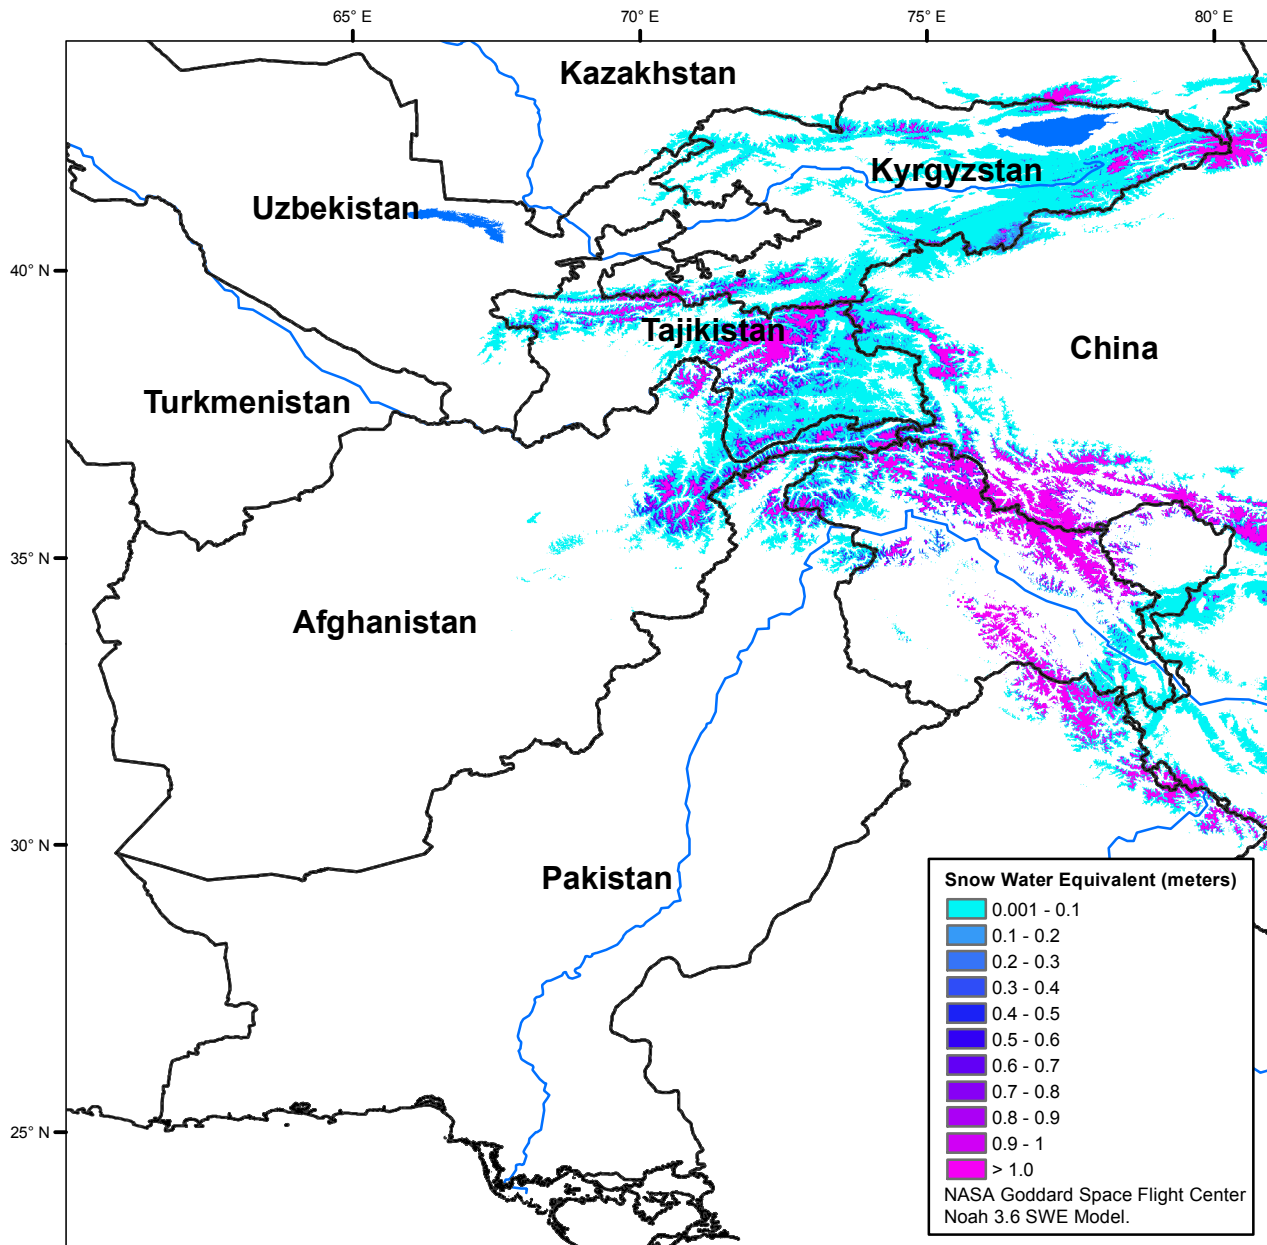 65° E
70° E
75° E
80° E
Kazakhstan
Kyrgyzstan
Uzbekistan
40° N
Tajikistan
China
Turkmenistan
35° N
Afghanistan
30° N
Pakistan
25° N
Snow Water Equivalent (meters)
0.001 - 0.1
0.1 - 0.2
0.2 - 0.3
0.3 - 0.4
0.4 - 0.5
0.5 - 0.6
0.6 - 0.7
0.7 - 0.8
0.8 - 0.9
0.9 - 1
> 1.0
NASA Goddard Space Flight Center
Noah 3.6 SWE Model.